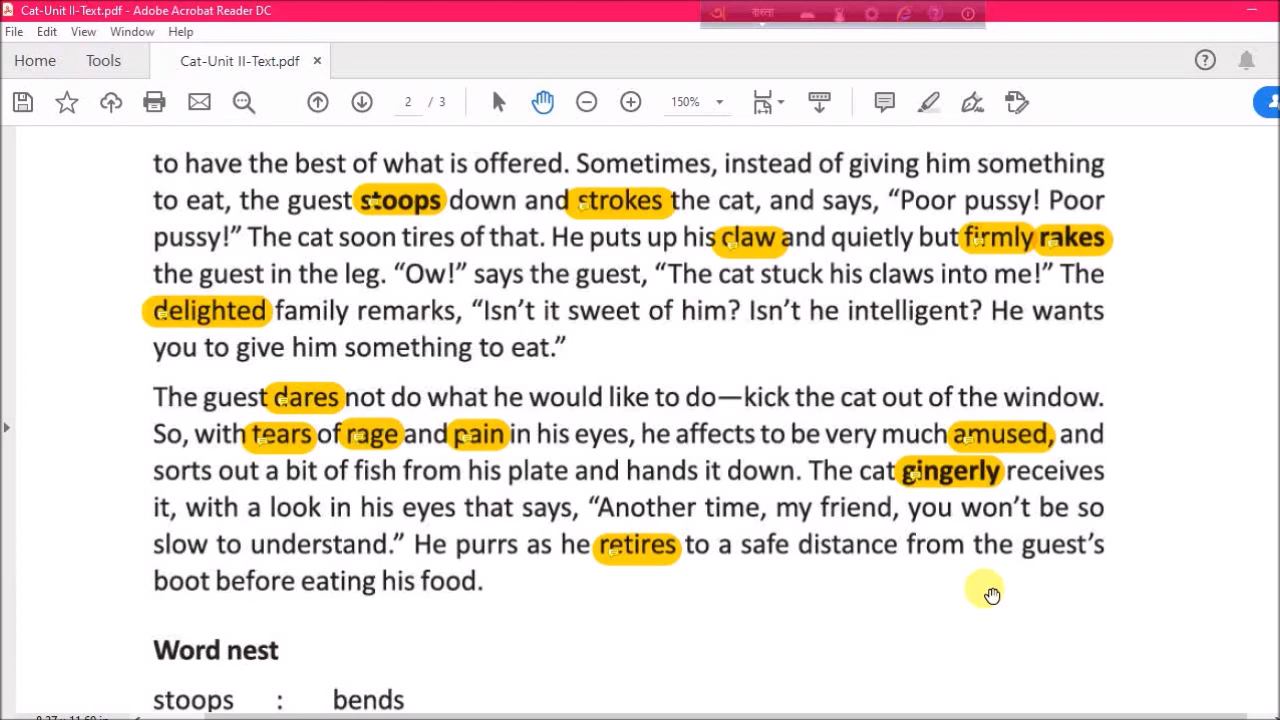 Cat-Unit II-Text.pdf - Adobe Acrobat Reader DC
বাংলা
File Edit View Window Help
Home Tools Cat-Unit II-Text.pdf ×
2 / 3 150%
to have the best of what is offered. Sometimes, instead of giving him something
to eat, the guest stoops down and strokes the cat, and says, “Poor pussy! Poor
pussy!” The cat soon tires of that. He puts up his claw and quietly but firmly rakes
the guest in the leg. “Ow!” says the guest, “The cat stuck his claws into me!” The
delighted family remarks, “Isn’t it sweet of him? Isn’t he intelligent? He wants
you to give him something to eat.”
The guest dares not do what he would like to do—kick the cat out of the window.
So, with tears of rage and pain in his eyes, he affects to be very much amused, and
sorts out a bit of fish from his plate and hands it down. The cat gingerly receives
it, with a look in his eyes that says, “Another time, my friend, you won’t be so
slow to understand.” He purrs as he retires to a safe distance from the guest’s
boot before eating his food.
Word nest
stoops : bends
8.27 x 11.69 in